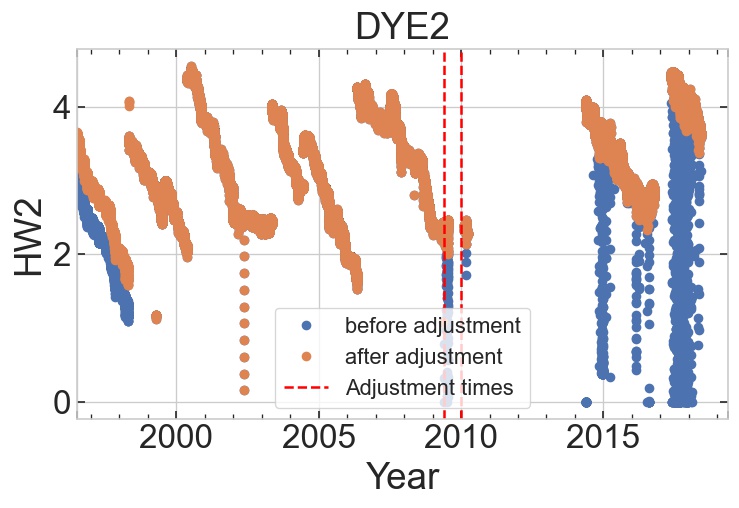 DYE2
HW2
4
2
0
before adjustment
after adjustment
Adjustment times
2000 2005 2010 2015
Year